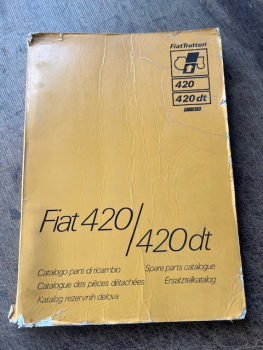 FiatTrattori
420
420 dt
FIAT
Fiat 420/420 dt
Catalogo parti di ricambio
Spare parts catalogue
Catalogue des pièces détachées
Ersatzteilkatalog
Katalog rezervnih delova